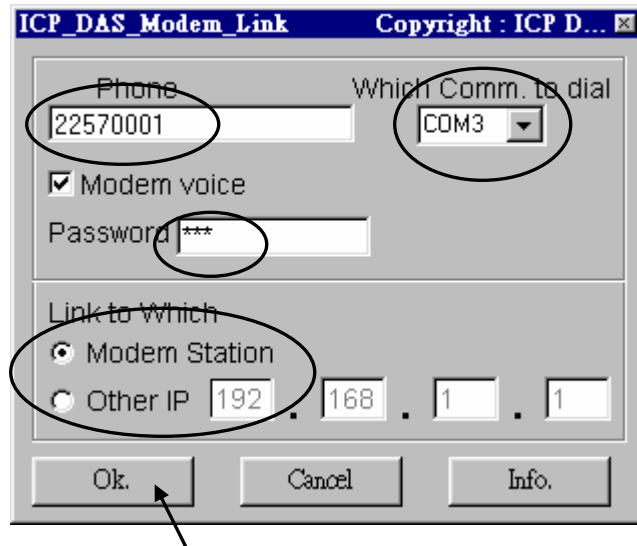 ICP_DAS_Modem_Link Copyright : ICP D...
Phone Which Comm. to dial
22570001 COM3
Modem voice
Password ***
Link to Which
Modem Station
Other IP 192 . 168 . 1 . 1
Ok. Cancel Info.